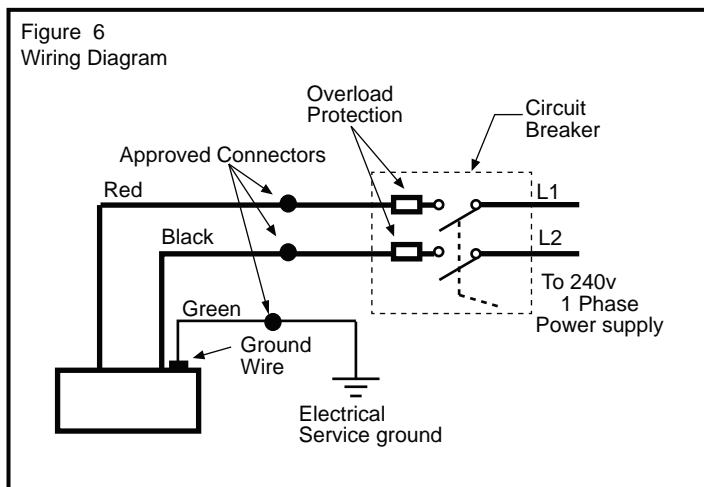 Figure 6
Wiring Diagram
Overload
Protection
Circuit
Breaker
Approved Connectors
Red
L1
Black
L2
To 240v
1 Phase
Power supply
Green
Ground
Wire
Electrical
Service ground